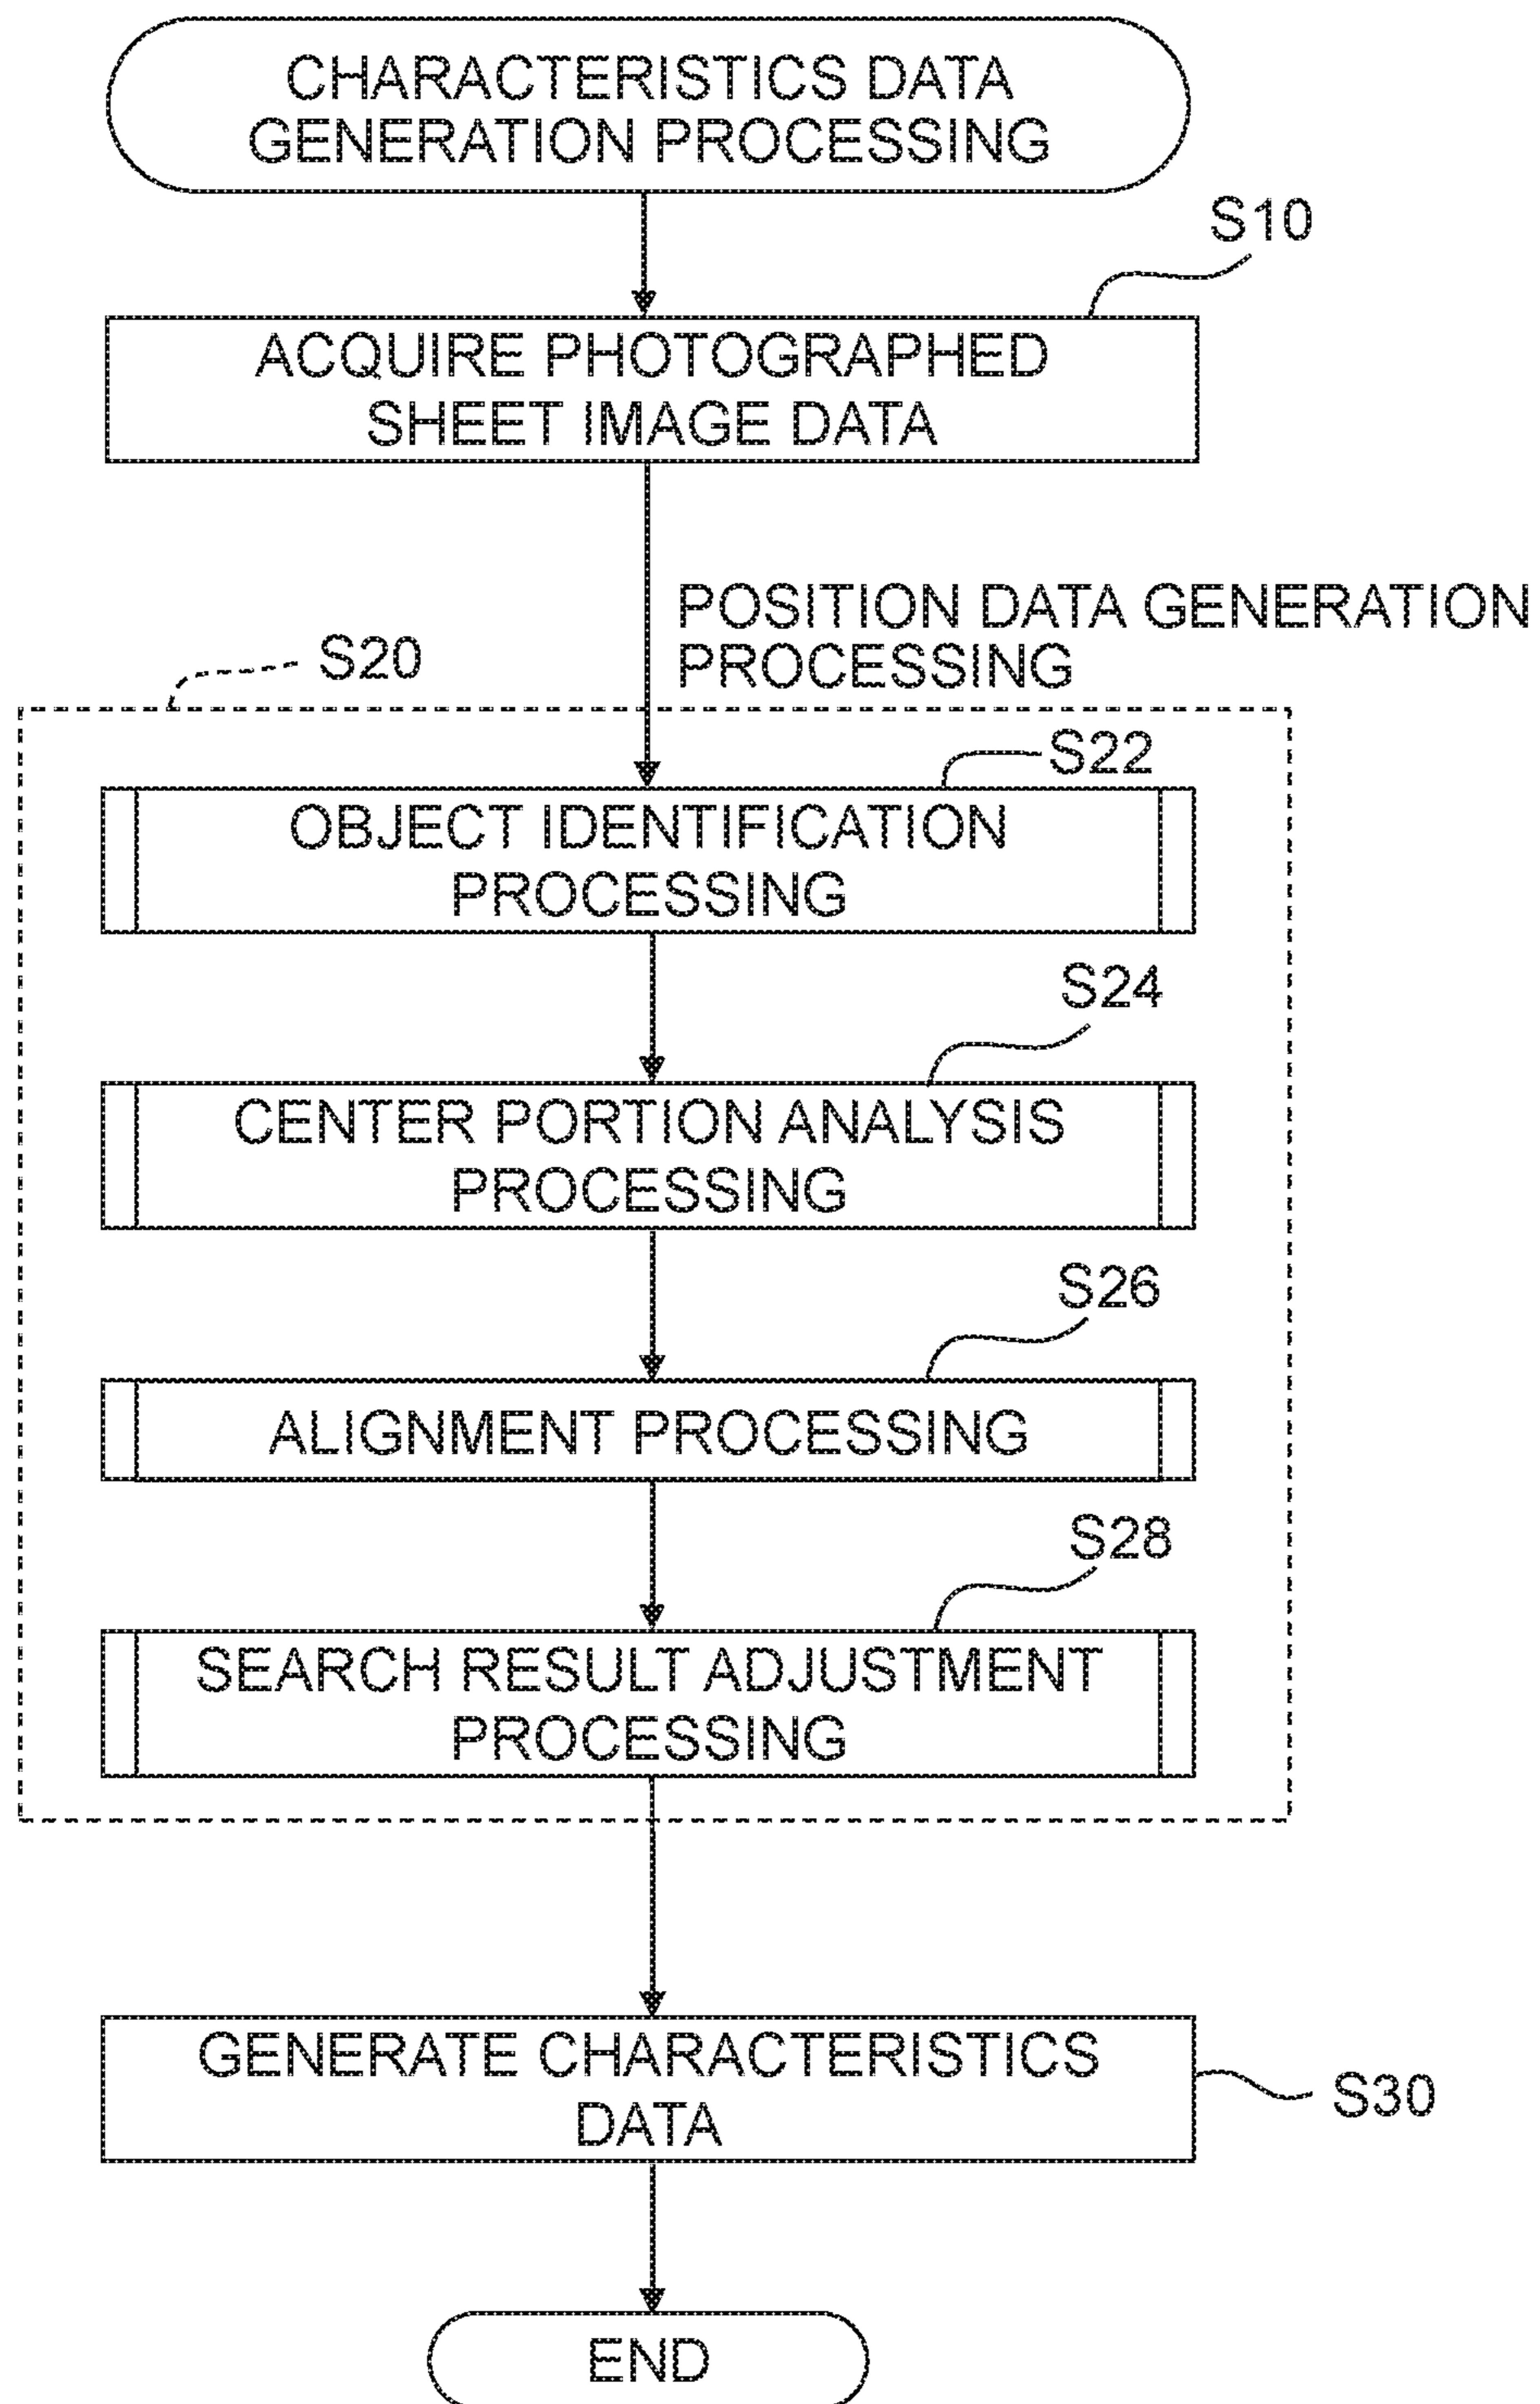 CHARACTERISTICS DATA
GENERATION PROCESSING
S10
ACQUIRE PHOTOGRAPHED
SHEET IMAGE DATA
POSITION DATA GENERATION
PROCESSING
S20
S22
OBJECT IDENTIFICATION
PROCESSING
S24
CENTER PORTION ANALYSIS
PROCESSING
S26
ALIGNMENT PROCESSING
S28
SEARCH RESULT ADJUSTMENT
PROCESSING
GENERATE CHARACTERISTICS
DATA
S30
END